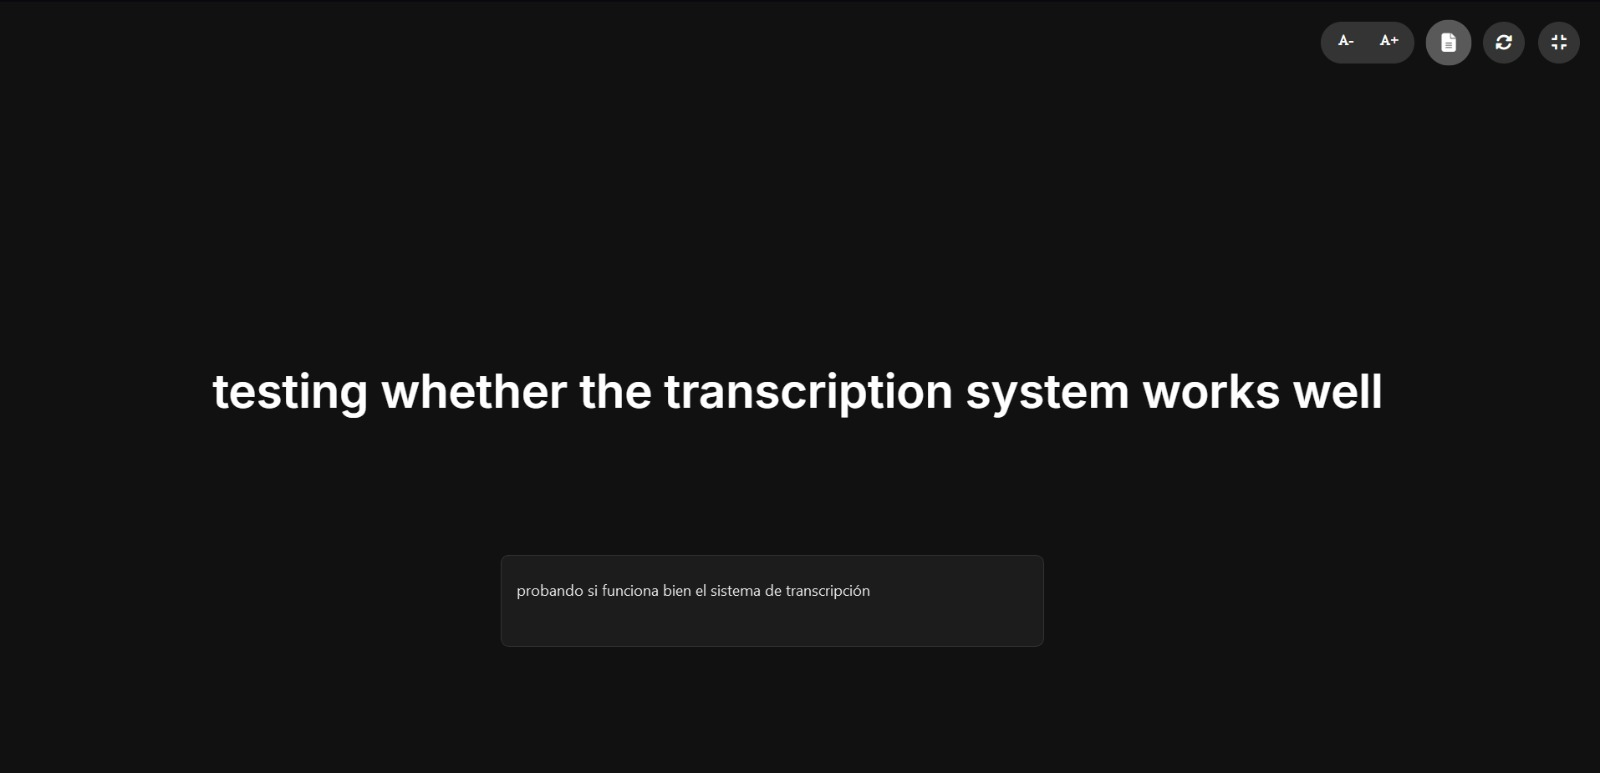 A- A+
testing whether the transcription system works well
probando si funciona bien el sistema de transcripción